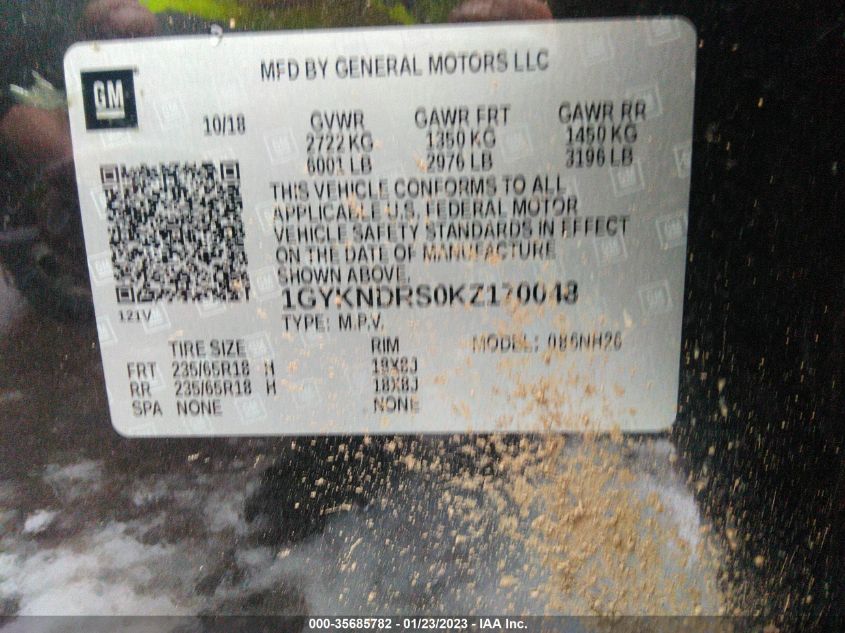 MFD BY GENERAL MOTORS LLC
GM
10/18 GVWR GAWR FRT GAWR RR
2722 KG 1350 KG 1450 KG
6001 LB 2976 LB 3196 LB
THIS VEHICLE CONFORMS TO ALL
APPLICABLE U.S. FEDERAL MOTOR
VEHICLE SAFETY STANDARDS IN EFFECT
ON THE DATE OF MANUFACTURE
SHOWN ABOVE.
1GYKNDRS0KZ170048
121V
TYPE: M.P.V.
TIRE SIZE RIM MODEL:
FRT 235/65R18 H 18X8J
RR 235/65R18 H 18X8J
SPA NONE NONE
000-35685782 - 01/23/2023 - IAA Inc.